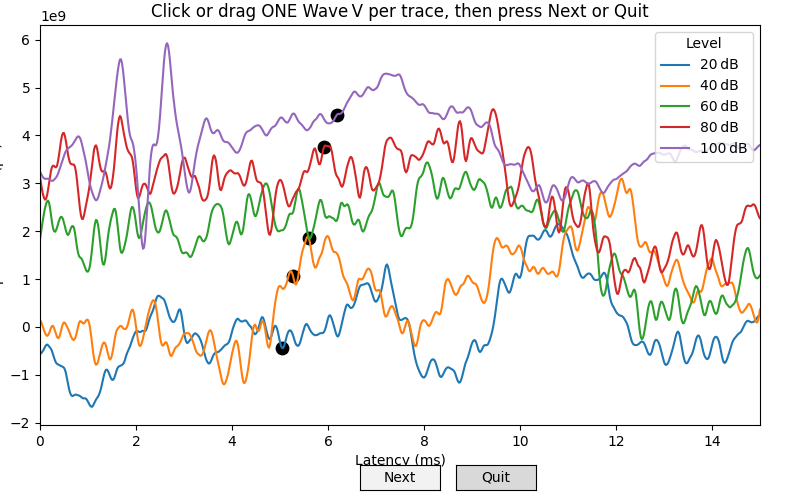 Click or drag ONE Wave V per trace, then press Next or Quit
1e9
6
5
4
3
2
1
0
−1
−2
0 2 4 6 8 10 12 14
Latency (ms)
Level
20 dB
40 dB
60 dB
80 dB
100 dB
Next Quit